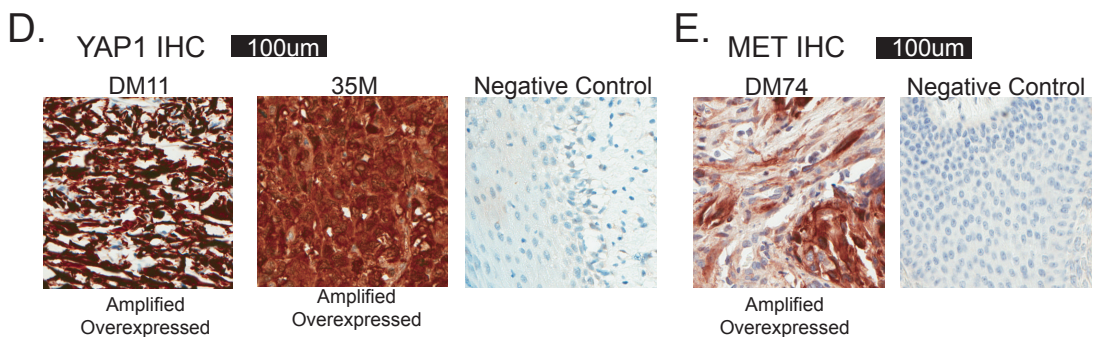 D. YAP1 IHC 100um
DM11 35M Negative Control
Amplified Overexpressed
Amplified Overexpressed
E. MET IHC 100um
DM74 Negative Control
Amplified Overexpressed